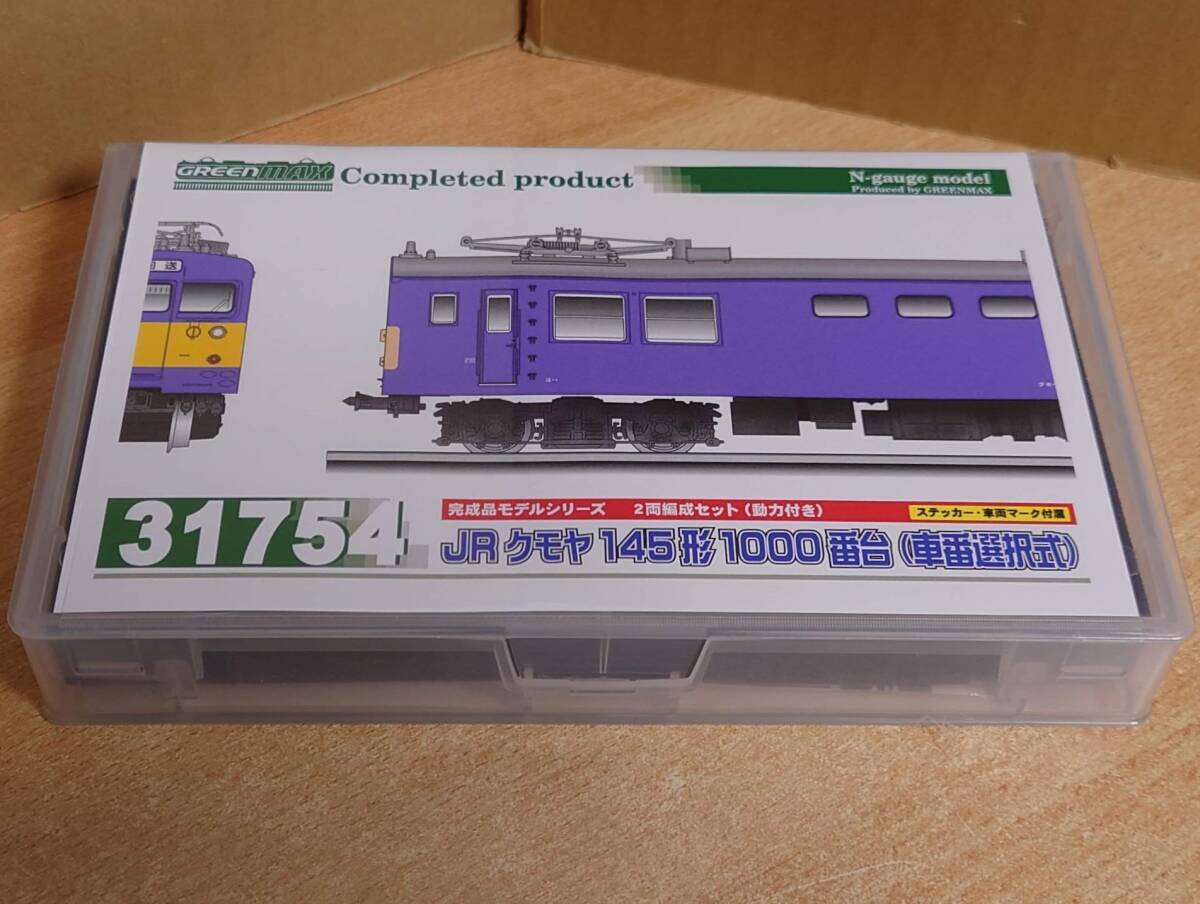 GREENMAX Completed product
N-gauge model
Produced by GREENMAX
回送
31754
完成品モデルシリーズ 2両編成セット(動力付き)
ステッカー・車両マーク付属
JR クモヤ145形1000番台(車番選択式)